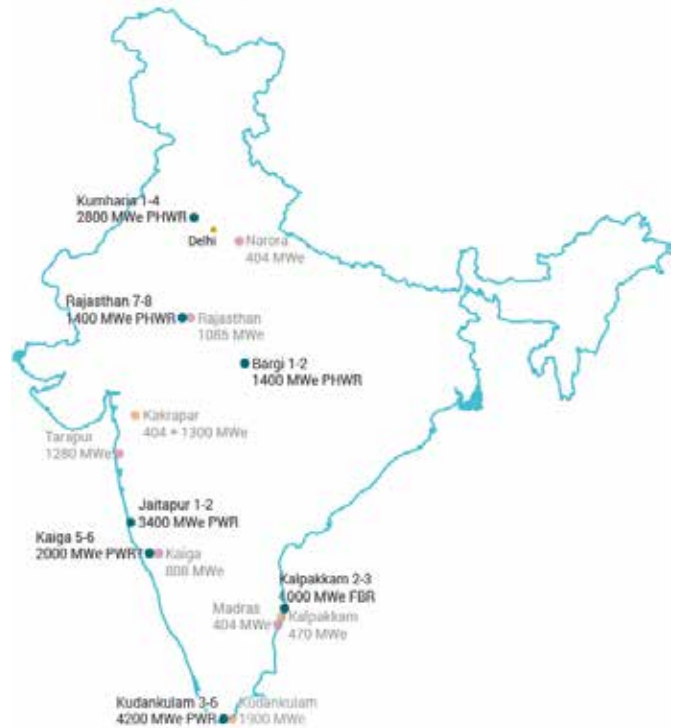 Kumharia 1-4
2800 MWe PHWR
Delhi
Narora
404 MWe
Rajasthan 7-8
1400 MWe PHWR
Rajasthan
1085 MWe
Bargi 1-2
1400 MWe PHWR
Kakrapar
404 + 1300 MWe
Tarapur
1280 MWe
Jaitapur 1-2
3400 MWe PWR
Kaiga 5-6
2000 MWe PWR?
Kaiga
808 MWe
Kalpakkam 2-3
1000 MWe FBR
Madras
404 MWe
Kalpakkam
470 MWe
Kudankulam 3-6
4200 MWe PWR
Kudankulam
1900 MWe